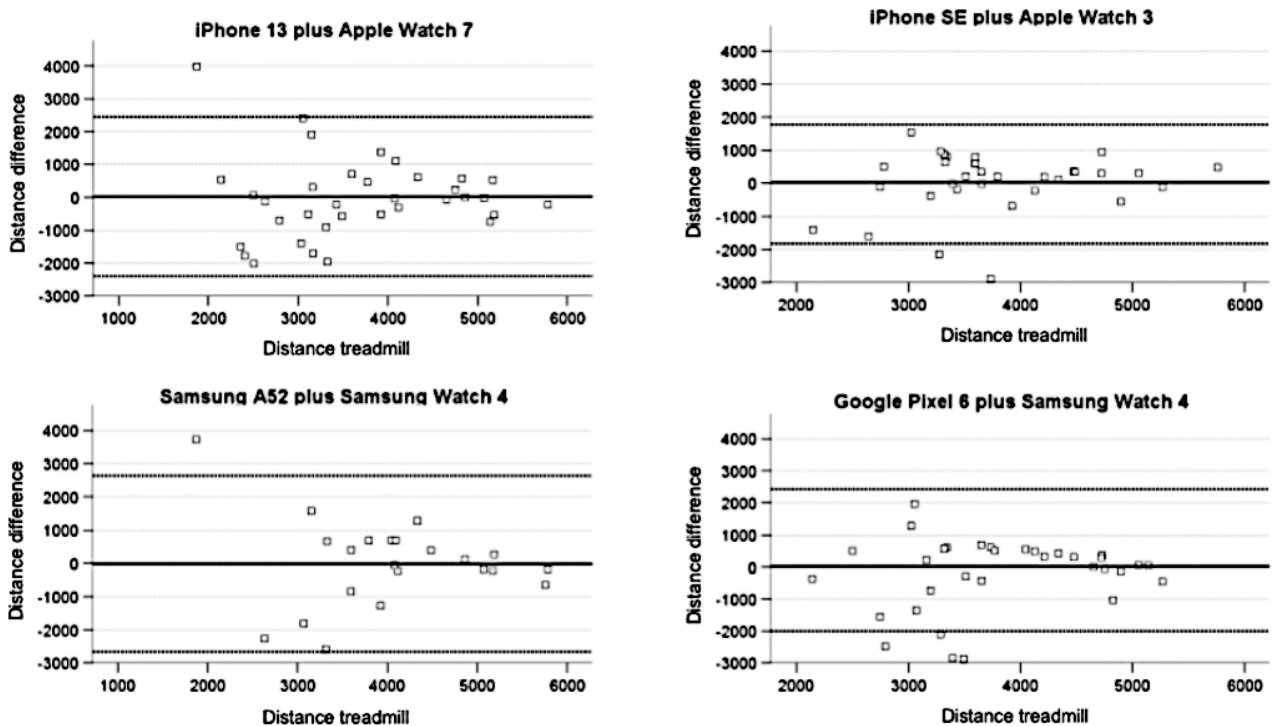 iPhone 13 plus Apple Watch 7
4000
3000
2000
1000
0
-1000
-2000
-3000
Distance difference
1000 2000 3000 4000 5000 6000
Distance treadmill
iPhone SE plus Apple Watch 3
4000
3000
2000
1000
0
-1000
-2000
-3000
Distance difference
2000 3000 4000 5000 6000
Distance treadmill
Samsung A52 plus Samsung Watch 4
4000
3000
2000
1000
0
-1000
-2000
-3000
Distance difference
1000 2000 3000 4000 5000 6000
Distance treadmill
Google Pixel 6 plus Samsung Watch 4
4000
3000
2000
1000
0
-1000
-2000
-3000
Distance difference
2000 3000 4000 5000 6000
Distance treadmill